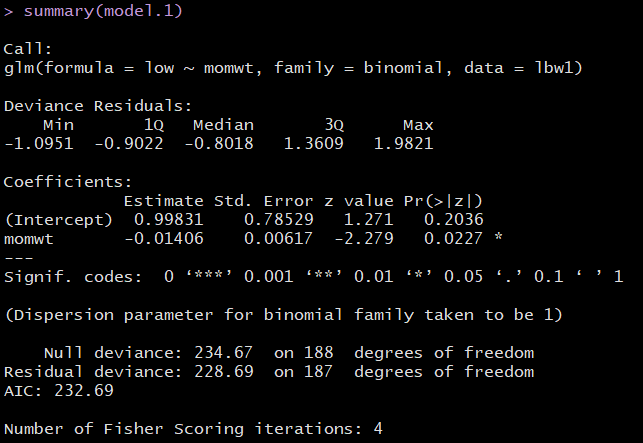 > summary(model.1)
Call:
glm(formula = low ~ momwt, family = binomial, data = lbw1)
Deviance Residuals:
    Min       1Q   Median       3Q      Max
-1.0951  -0.9022  -0.8018   1.3609   1.9821
Coefficients:
            Estimate Std. Error z value Pr(>|z|)
(Intercept)  0.99831    0.78529   1.271   0.2036
momwt       -0.01406    0.00617  -2.279   0.0227 *
---
Signif. codes:  0 ‘***’ 0.001 ‘**’ 0.01 ‘*’ 0.05 ‘.’ 0.1 ‘ ’ 1
(Dispersion parameter for binomial family taken to be 1)
    Null deviance: 234.67  on 188  degrees of freedom
Residual deviance: 228.69  on 187  degrees of freedom
AIC: 232.69
Number of Fisher Scoring iterations: 4